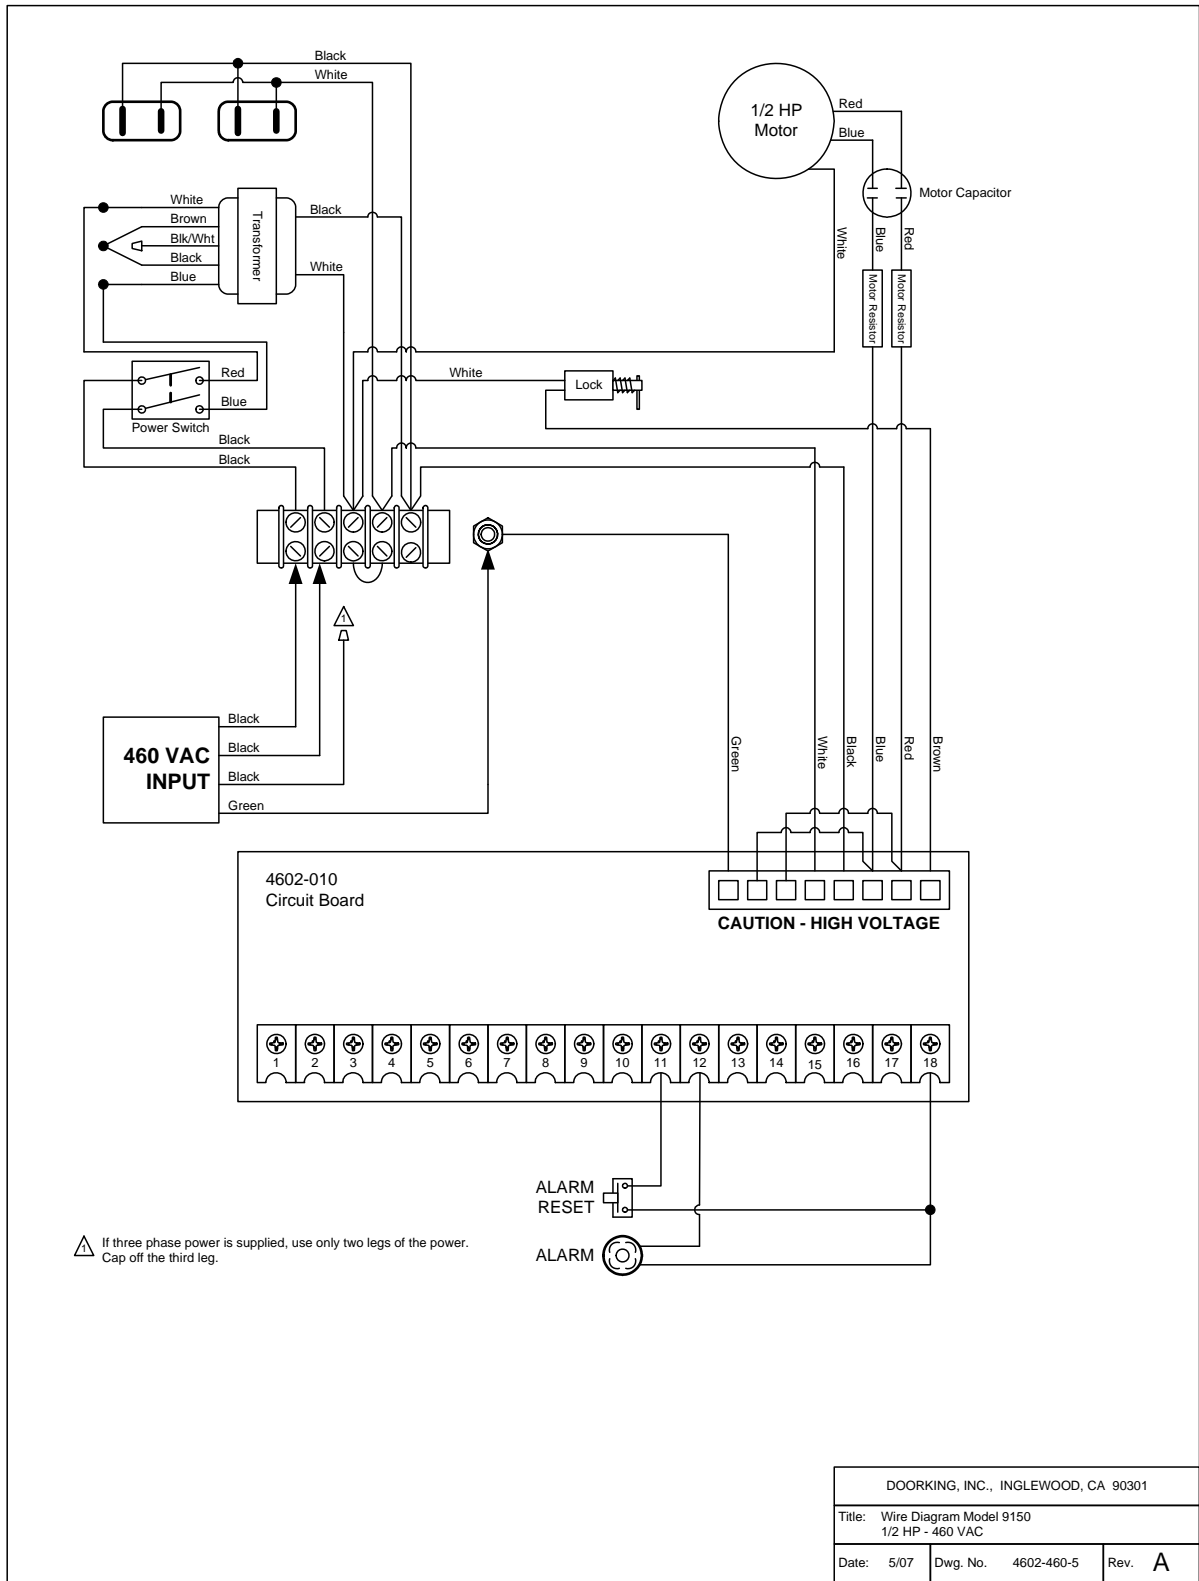 Black
White
1/2 HP
Motor
Red
Blue
Motor Capacitor
White
Brown
Blk/Wht
Black
Blue
Transformer
Black
White
White
Blue
Red
Motor Resistor
Motor Resistor
Red
Blue
Power Switch
White
Lock
Black
Black
1
460 VAC
INPUT
Black
Black
Black
Green
Green
White
Black
Blue
Red
Brown
4602-010
Circuit Board
CAUTION - HIGH VOLTAGE
1 2 3 4 5 6 7 8 9 10 11 12 13 14 15 16 17 18
ALARM
RESET
ALARM
1 If three phase power is supplied, use only two legs of the power.
Cap off the third leg.
DOORKING, INC., INGLEWOOD, CA 90301
Title: Wire Diagram Model 9150
1/2 HP - 460 VAC
Date: 5/07 Dwg. No. 4602-460-5 Rev. A